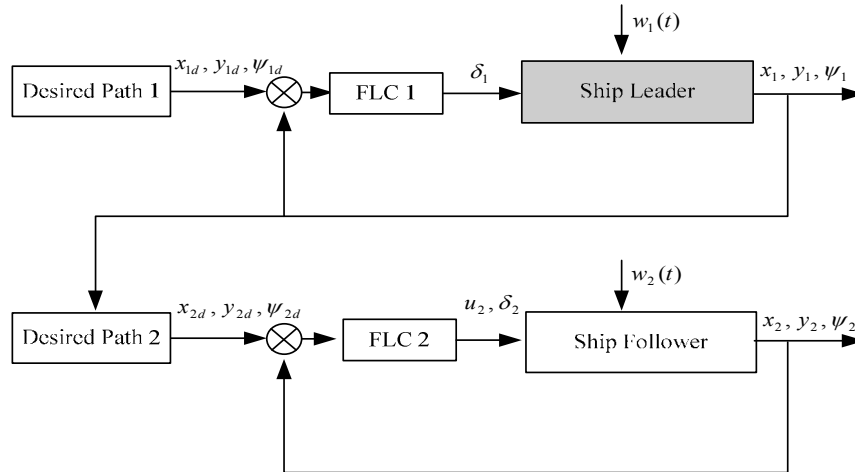 w₁(t)
x₁d, y₁d, ψ₁d
Desired Path 1
FLC 1
δ₁
Ship Leader
x₁, y₁, ψ₁
w₂(t)
x₂d, y₂d, ψ₂d
Desired Path 2
FLC 2
u₂, δ₂
Ship Follower
x₂, y₂, ψ₂